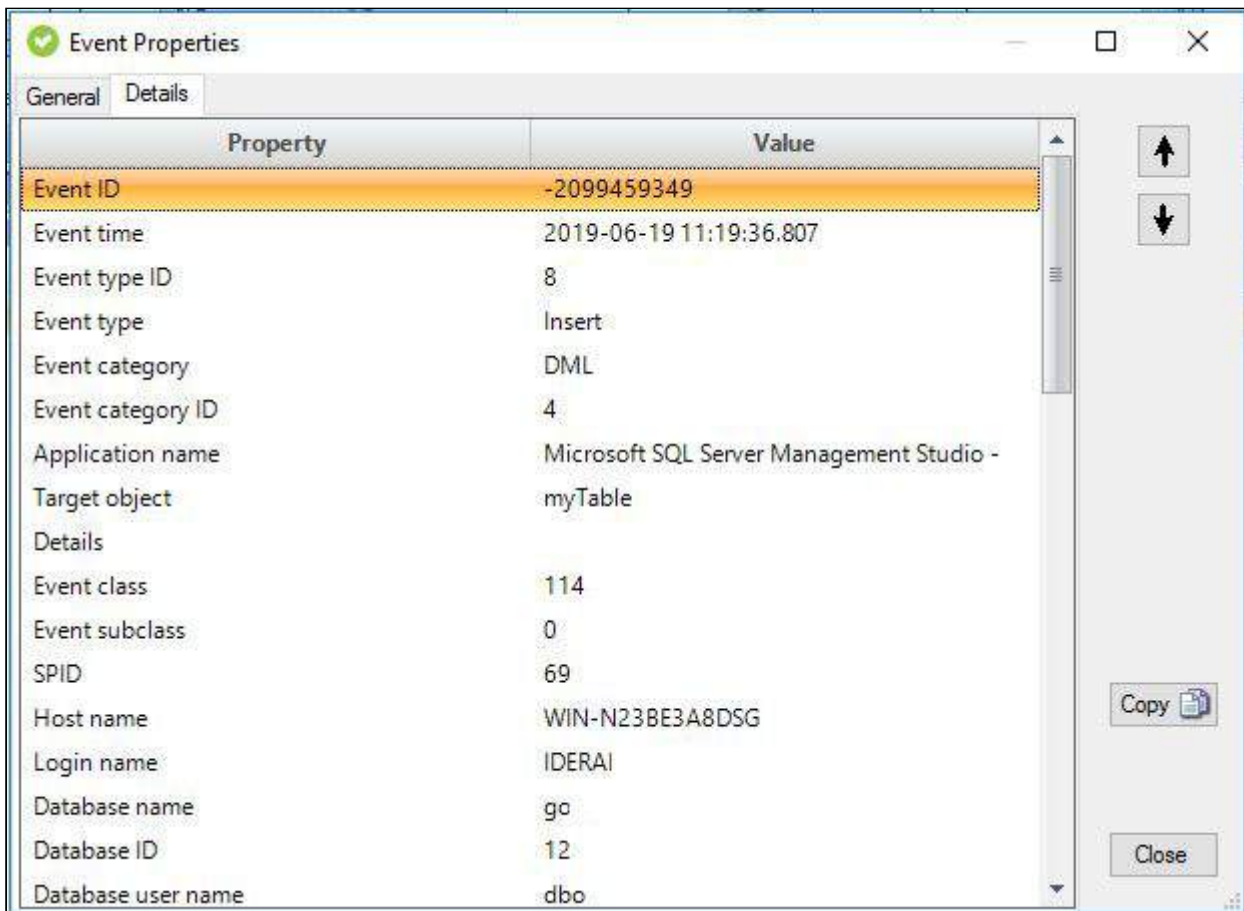 Event Properties
General Details
Property Value
Event ID -2099459349
Event time 2019-06-19 11:19:36.807
Event type ID 8
Event type Insert
Event category DML
Event category ID 4
Application name Microsoft SQL Server Management Studio -
Target object myTable
Details
Event class 114
Event subclass 0
SPID 69
Host name WIN-N23BE3A8DSG
Login name IDERAI
Database name go
Database ID 12
Database user name dbo
Copy
Close